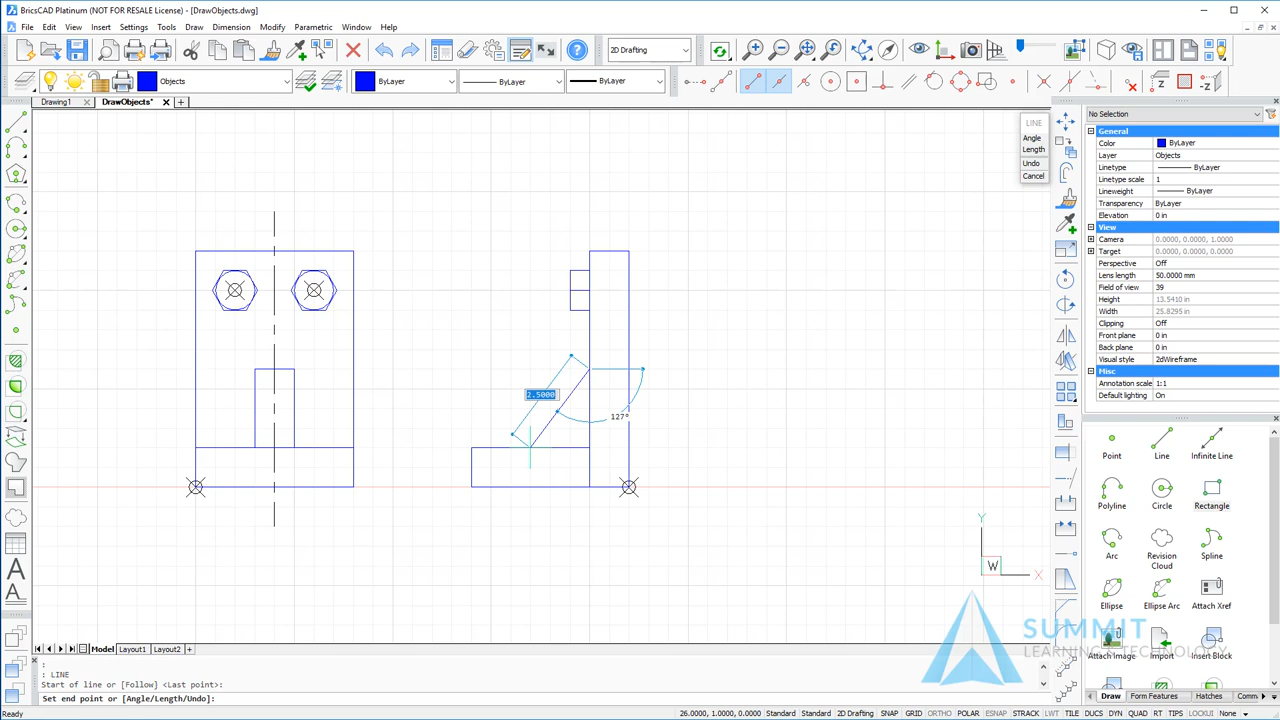 BricsCAD Platinum (NOT FOR RESALE License) - [DrawObjects.dwg]
File Edit View Insert Settings Tools Draw Dimension Modify Parametric Window Help
2D Drafting
Objects ByLayer ByLayer ByLayer
Drawing1 DrawObjects*
LINE
Angle
Length
Undo
Cancel
2.5000
127°
Y
W
X
No Selection
General
Color ByLayer
Layer Objects
Linetype ByLayer
Linetype scale 1
Lineweight ByLayer
Transparency ByLayer
Elevation 0 in
View
Camera 0.0000, 0.0000, 1.0000
Target 0.0000, 0.0000, 0.0000
Perspective Off
Lens length 50.0000 mm
Field of view 39
Height 13.5410 in
Width 25.8295 in
Clipping Off
Front plane 0 in
Back plane 0 in
Visual style 2dWireframe
Misc
Annotation scale 1:1
Default lighting On
Point Line Infinite Line
Polyline Circle Rectangle
Arc Revision Cloud Spline
Ellipse Ellipse Arc Attach Xref
Attach Image Import Insert Block
Draw Form Features Hatches Comm
SUMMIT
LEARNING & TECHNOLOGY
Model Layout1 Layout2
:
: LINE
Start of line or [Follow] <Last point>:
Set end point or [Angle/Length/Undo]:
Ready 26.0000, 1.0000, 0.0000 Standard Standard 2D Drafting SNAP GRID ORTHO POLAR ESNAP STRACK LWT TILE DUCS DYN QUAD RT TIPS LOCKUI None